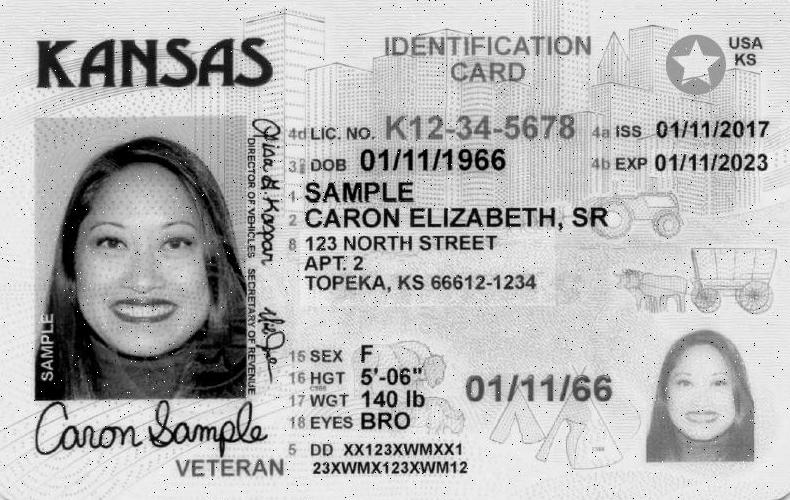 KANSAS
IDENTIFICATION
CARD
USA
KS
4d LIC. NO. K12-34-5678
4a ISS 01/11/2017
3 DOB 01/11/1966
4b EXP 01/11/2023
1 SAMPLE
2 CARON ELIZABETH, SR
8 123 NORTH STREET
APT. 2
TOPEKA, KS 66612-1234
DIRECTOR OF VEHICLES SECRETARY OF REVENUE
SAMPLE
15 SEX F
16 HGT 5'-06"
17 WGT 140 lb
18 EYES BRO
01/11/66
5 DD XX123XWMXX1
23XWMX123XWM12
Caron Sample
VETERAN